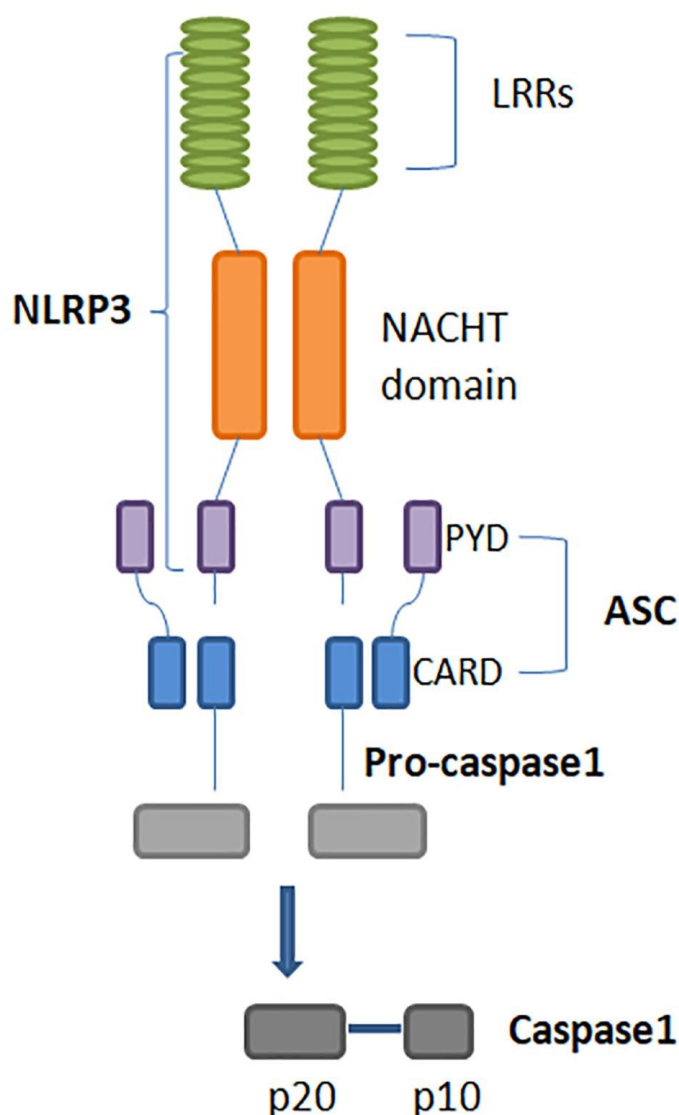 LRRs
NLRP3
NACHT
domain
PYD
ASC
CARD
Pro-caspase1
Caspase1
p20
p10